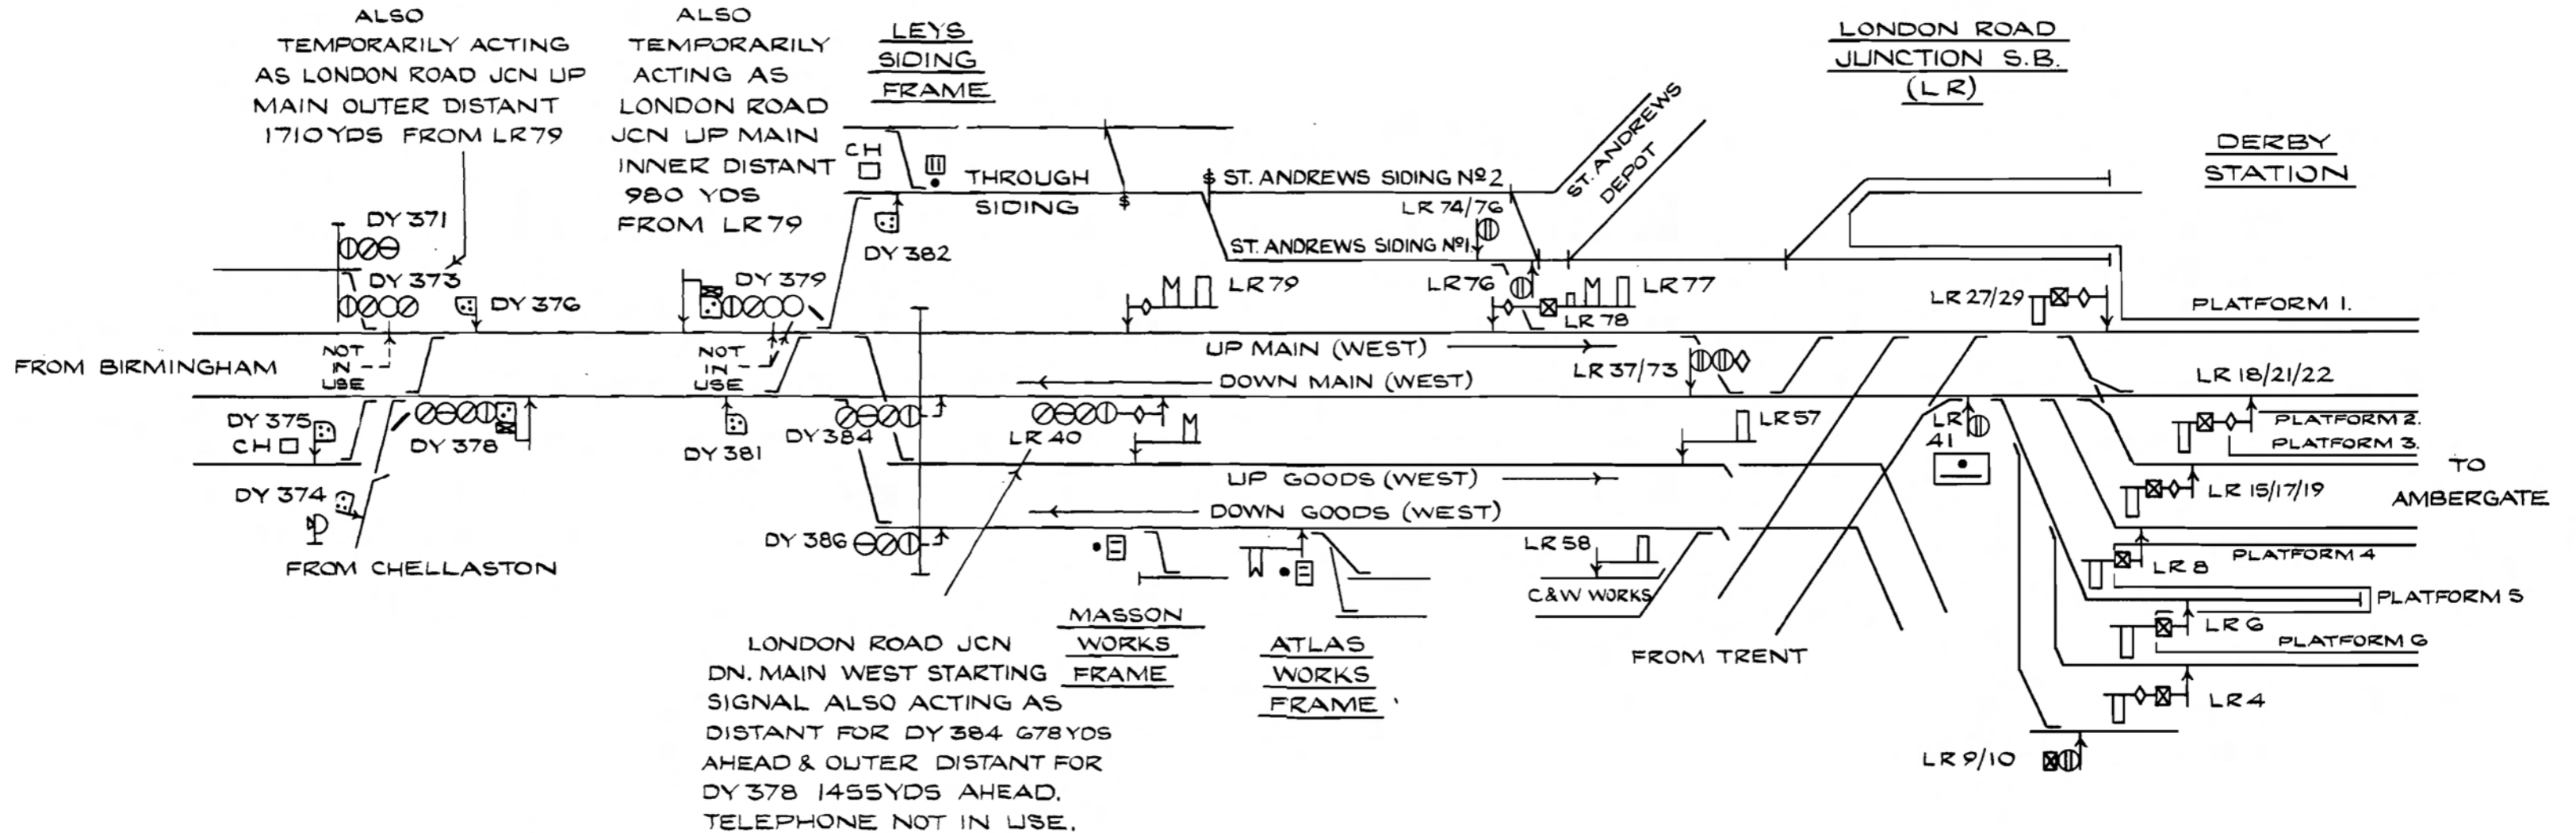 ALSO
TEMPORARILY ACTING
AS LONDON ROAD JCN UP
MAIN OUTER DISTANT
1710 YDS FROM LR79
ALSO
TEMPORARILY
ACTING AS
LONDON ROAD
JCN UP MAIN
INNER DISTANT
980 YDS
FROM LR79
LEYS
SIDING
FRAME
LONDON ROAD
JUNCTION S.B.
(LR)
DERBY
STATION
CH
THROUGH
SIDING
$ ST. ANDREWS SIDING Nº2
$
ST. ANDREWS SIDING Nº1
ST. ANDREWS
DEPOT
DY 371
DY 373
DY 376
DY 379
DY 382
LR 74/76
LR76
LR 79
LR 77
LR 78
LR 27/29
PLATFORM 1.
FROM BIRMINGHAM
NOT
IN
USE
NOT
IN
USE
UP MAIN (WEST)
DOWN MAIN (WEST)
LR 37/73
LR 18/21/22
DY 375
CH
DY 378
DY 381
DY 384
LR 40
M
M
M
LR 57
LR
41
PLATFORM 2.
PLATFORM 3.
TO
AMBERGATE
UP GOODS (WEST)
DOWN GOODS (WEST)
LR 15/17/19
DY 374
DY 386
LR 58
C&W WORKS
FROM CHELLASTON
PLATFORM 4
LR 8
PLATFORM 5
LR 6
PLATFORM 6
LR 4
LR 9/10
FROM TRENT
MASSON
WORKS
FRAME
ATLAS
WORKS
FRAME
LONDON ROAD JCN
DN. MAIN WEST STARTING
SIGNAL ALSO ACTING AS
DISTANT FOR DY 384 678 YDS
AHEAD & OUTER DISTANT FOR
DY 378 1455YDS AHEAD.
TELEPHONE NOT IN USE.